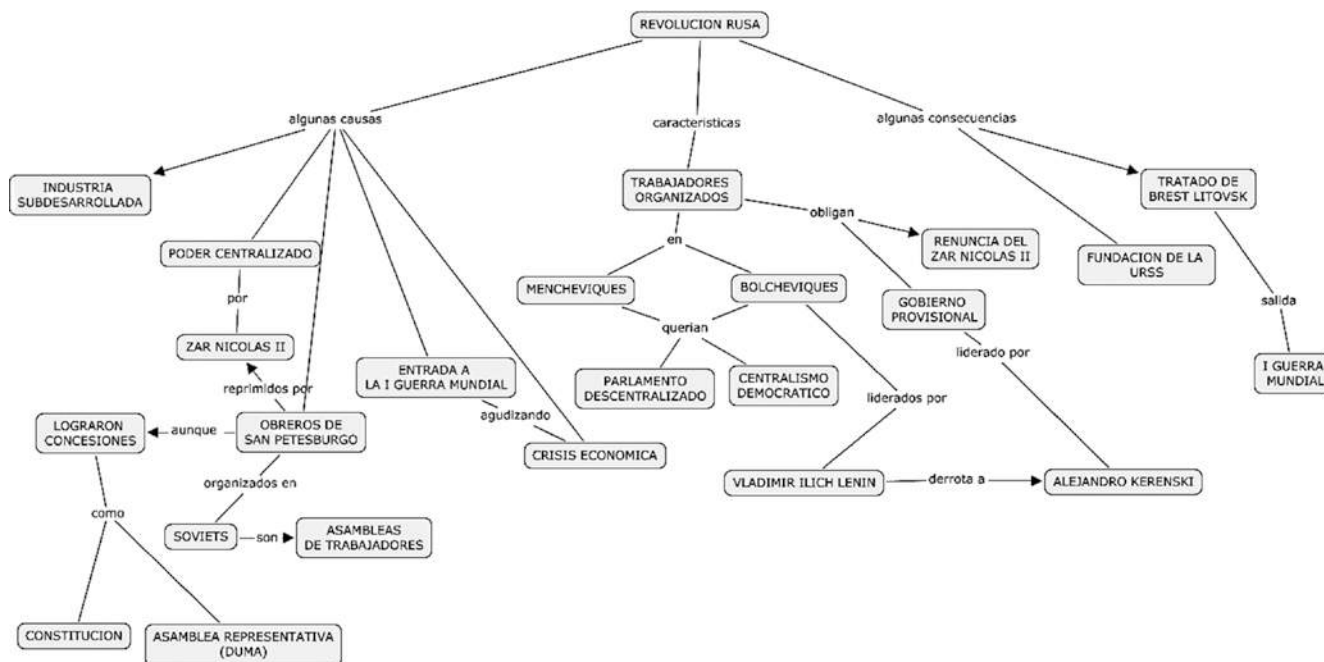 REVOLUCION RUSA
algunas causas
caracteristicas
algunas consecuencias
INDUSTRIA
SUBDESARROLLADA
TRABAJADORES
ORGANIZADOS
TRATADO DE
BREST LITOVSK
obligan
PODER CENTRALIZADO
en
RENUNCIA DEL
ZAR NICOLAS II
FUNDACION DE LA
URSS
por
MENCHEVIQUES
BOLCHEVIQUES
GOBIERNO
PROVISIONAL
salida
ZAR NICOLAS II
querian
liderado por
reprimidos por
ENTRADA A
LA I GUERRA MUNDIAL
PARLAMENTO
DESCENTRALIZADO
CENTRALISMO
DEMOCRATICO
I GUERRA
MUNDIAL
LOGRARON
CONCESIONES
aunque
OBREROS DE
SAN PETESBURGO
agudizando
liderados por
CRISIS ECONOMICA
organizados en
VLADIMIR ILICH LENIN
derrota a
ALEJANDRO KERENSKI
como
SOVIETS
son
ASAMBLEAS
DE TRABAJADORES
CONSTITUCION
ASAMBLEA REPRESENTATIVA
(DUMA)